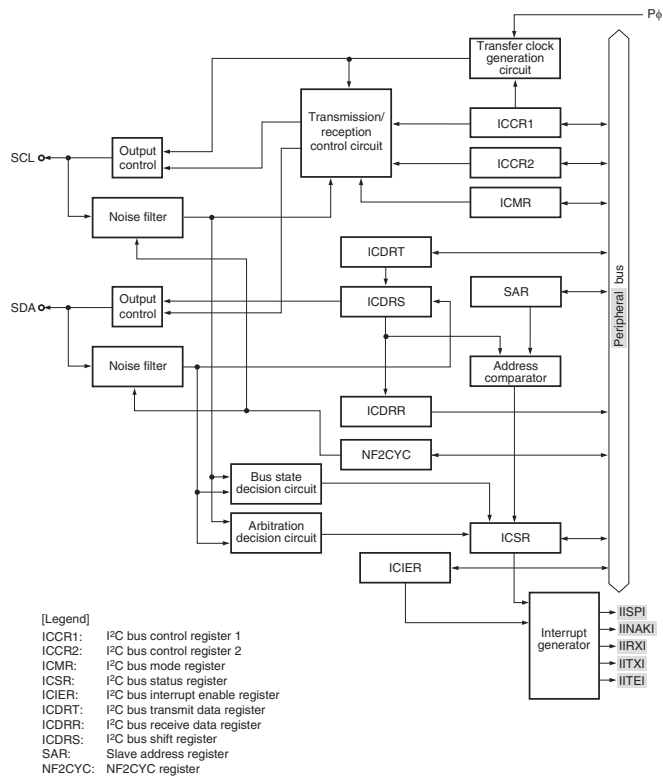 Pϕ
Transfer clock
generation
circuit
Transmission/
reception
control circuit
ICCR1
Output
control
SCL
ICCR2
Noise filter
ICMR
ICDRT
SDA
Output
control
ICDRS
SAR
Peripheral bus
Noise filter
Address
comparator
ICDRR
NF2CYC
Bus state
decision circuit
Arbitration
decision circuit
ICSR
ICIER
Interrupt
generator
IISPI
IINAKI
IIRXI
IITXI
IITEI
[Legend]
ICCR1: I²C bus control register 1
ICCR2: I²C bus control register 2
ICMR: I²C bus mode register
ICSR: I²C bus status register
ICIER: I²C bus interrupt enable register
ICDRT: I²C bus transmit data register
ICDRR: I²C bus receive data register
ICDRS: I²C bus shift register
SAR: Slave address register
NF2CYC: NF2CYC register